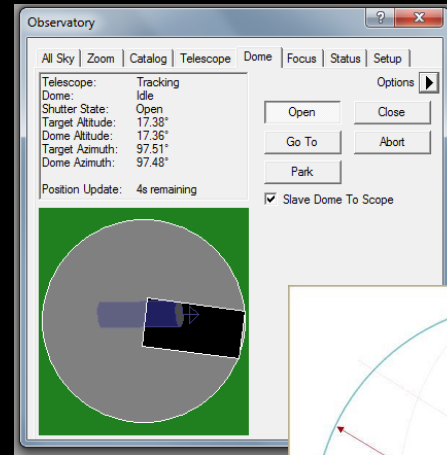 Observatory
?
All Sky Zoom Catalog Telescope Dome Focus Status Setup
Telescope: Tracking
Dome: Idle
Shutter State: Open
Target Altitude: 17.38°
Dome Altitude: 17.36°
Target Azimuth: 97.51°
Dome Azimuth: 97.48°
Position Update: 4s remaining
Options
Open Close
Go To Abort
Park
Slave Dome To Scope